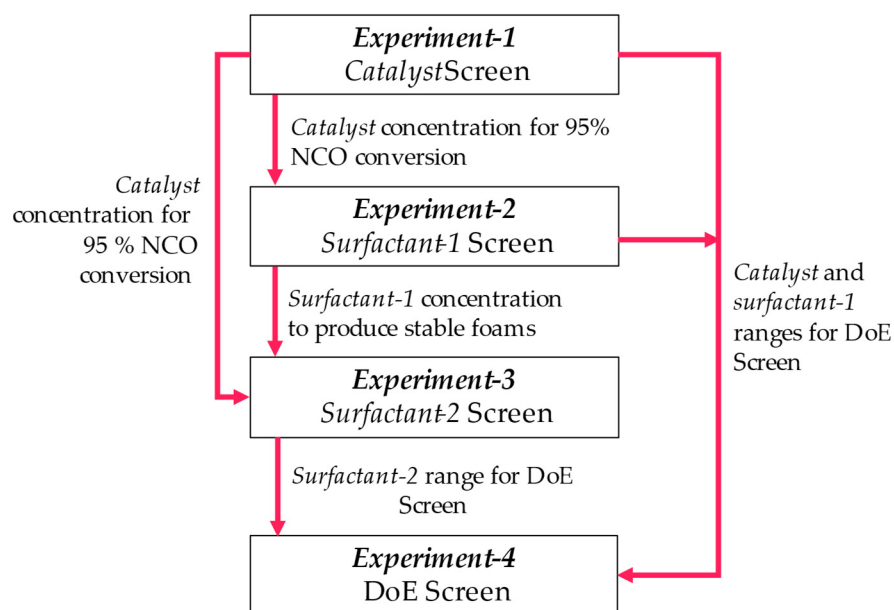 Experiment-1
CatalystScreen
Catalyst concentration for 95%
NCO conversion
Catalyst
concentration for
95 % NCO
conversion
Experiment-2
Surfactant-1 Screen
Surfactant-1 concentration
to produce stable foams
Catalyst and
surfactant-1
ranges for DoE
Screen
Experiment-3
Surfactant-2 Screen
Surfactant-2 range for DoE
Screen
Experiment-4
DoE Screen